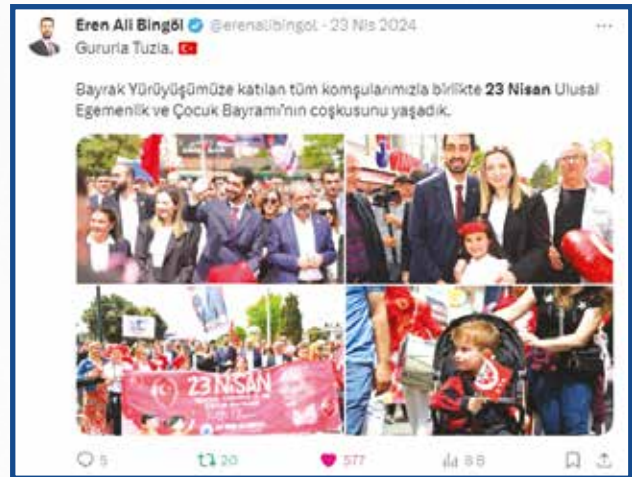 Eren Ali Bingöl @erenalibingol · 23 Nis 2024
Gururla Tuzla,
Bayrak Yürüyüşümüze katılan tüm komşularımızla birlikte 23 Nisan Ulusal
Egemenlik ve Çocuk Bayramı'nın coşkusunu yaşadık.
23 NİSAN
5 20 577 8 B